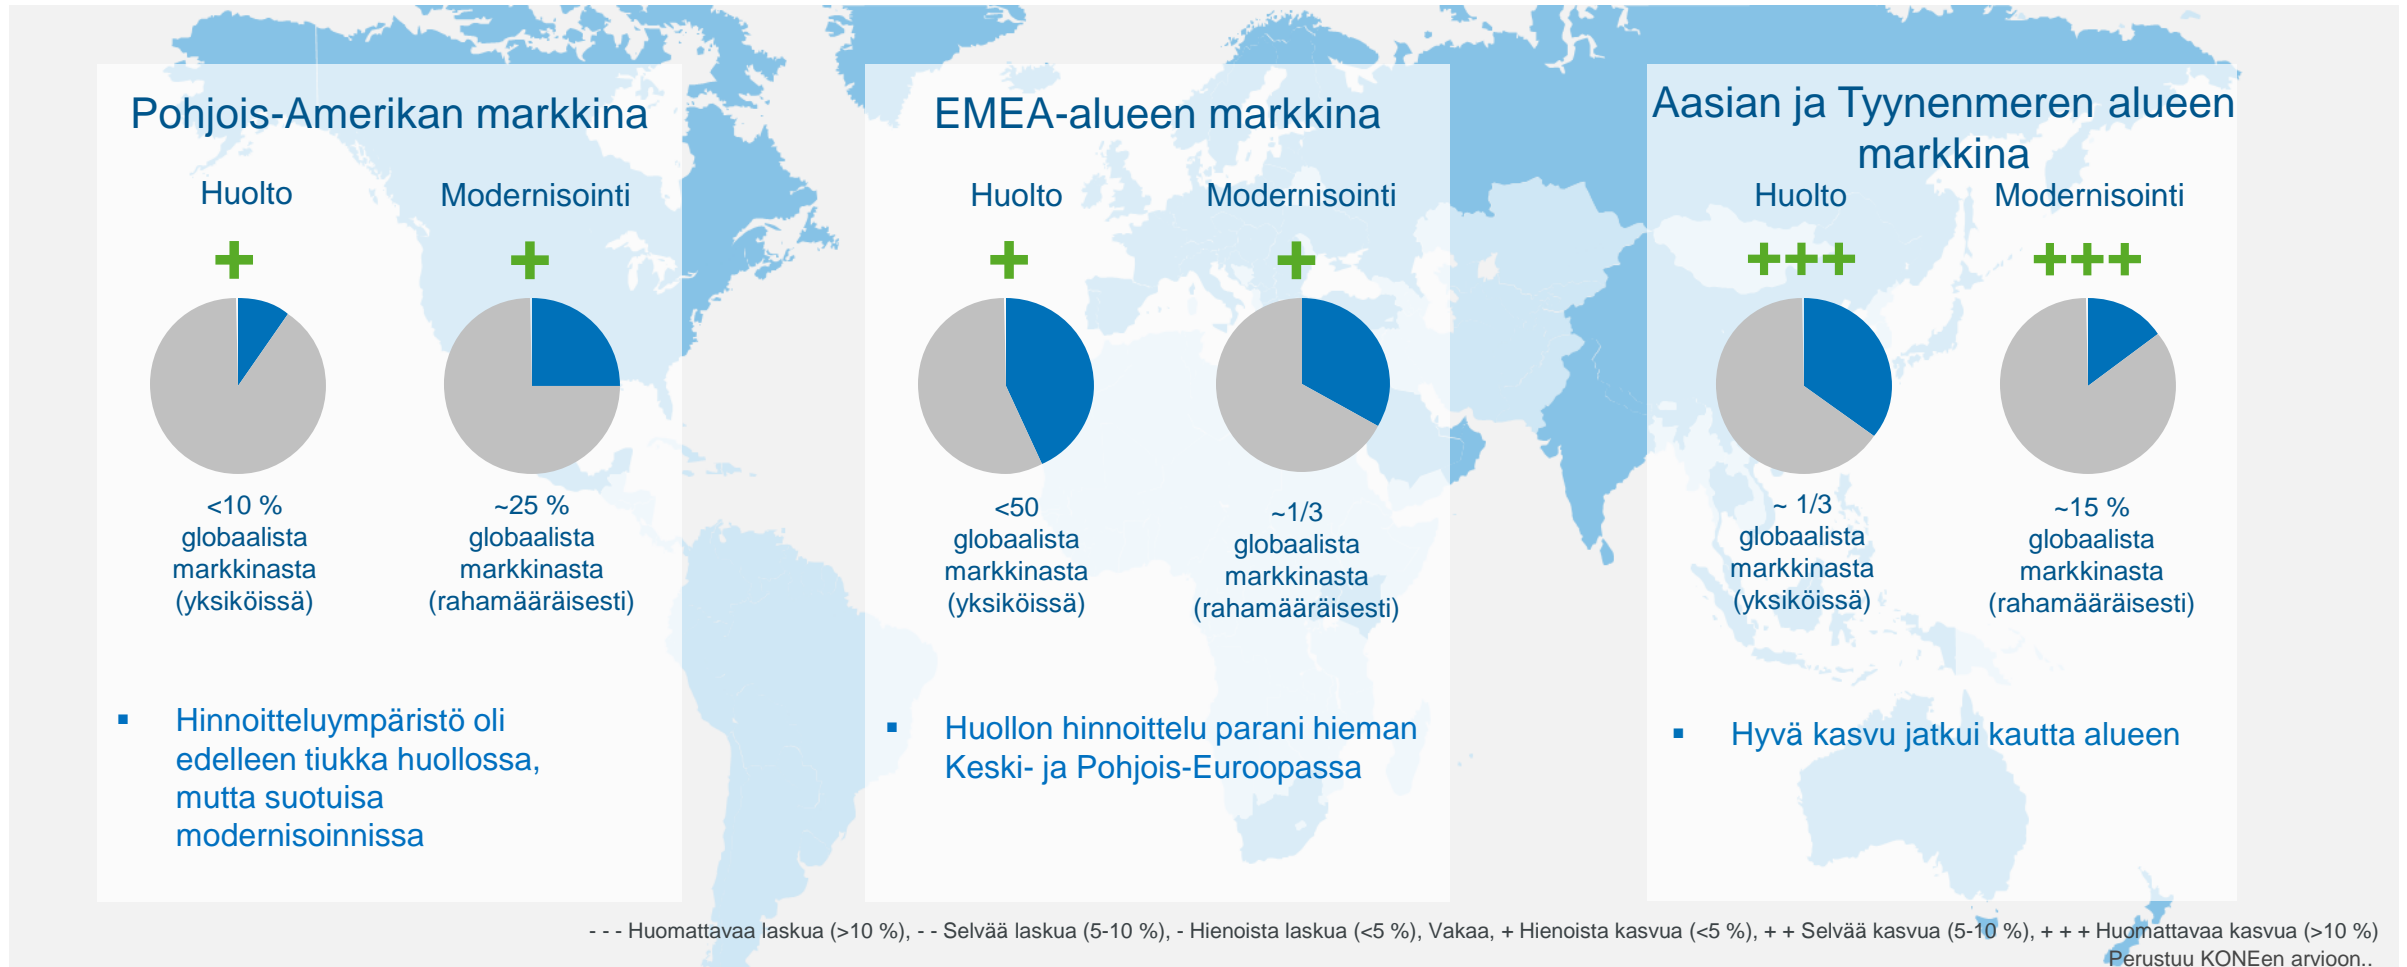 Pohjois-Amerikan markkina
Huolto
Modernisointi
+
+
<10 %
globaalista
markkinasta
(yksiköissä)
~25 %
globaalista
markkinasta
(rahamääräisesti)
▪ Hinnoitteluympäristö oli
edelleen tiukka huollossa,
mutta suotuisa
modernisoinnissa
EMEA-alueen markkina
Huolto
Modernisointi
+
+
<50
globaalista
markkinasta
(yksiköissä)
~1/3
globaalista
markkinasta
(rahamääräisesti)
▪ Huollon hinnoittelu parani hieman
Keski- ja Pohjois-Euroopassa
Aasian ja Tyynenmeren alueen
markkina
Huolto
Modernisointi
+++
+++
~ 1/3
globaalista
markkinasta
(yksiköissä)
~15 %
globaalista
markkinasta
(rahamääräisesti)
▪ Hyvä kasvu jatkui kautta alueen
- - - Huomattavaa laskua (>10 %), - - Selvää laskua (5-10 %), - Hienoista laskua (<5 %), Vakaa, + Hienoista kasvua (<5 %), + + Selvää kasvua (5-10 %), + + + Huomattavaa kasvua (>10 %)
Perustuu KONEen arvioon..